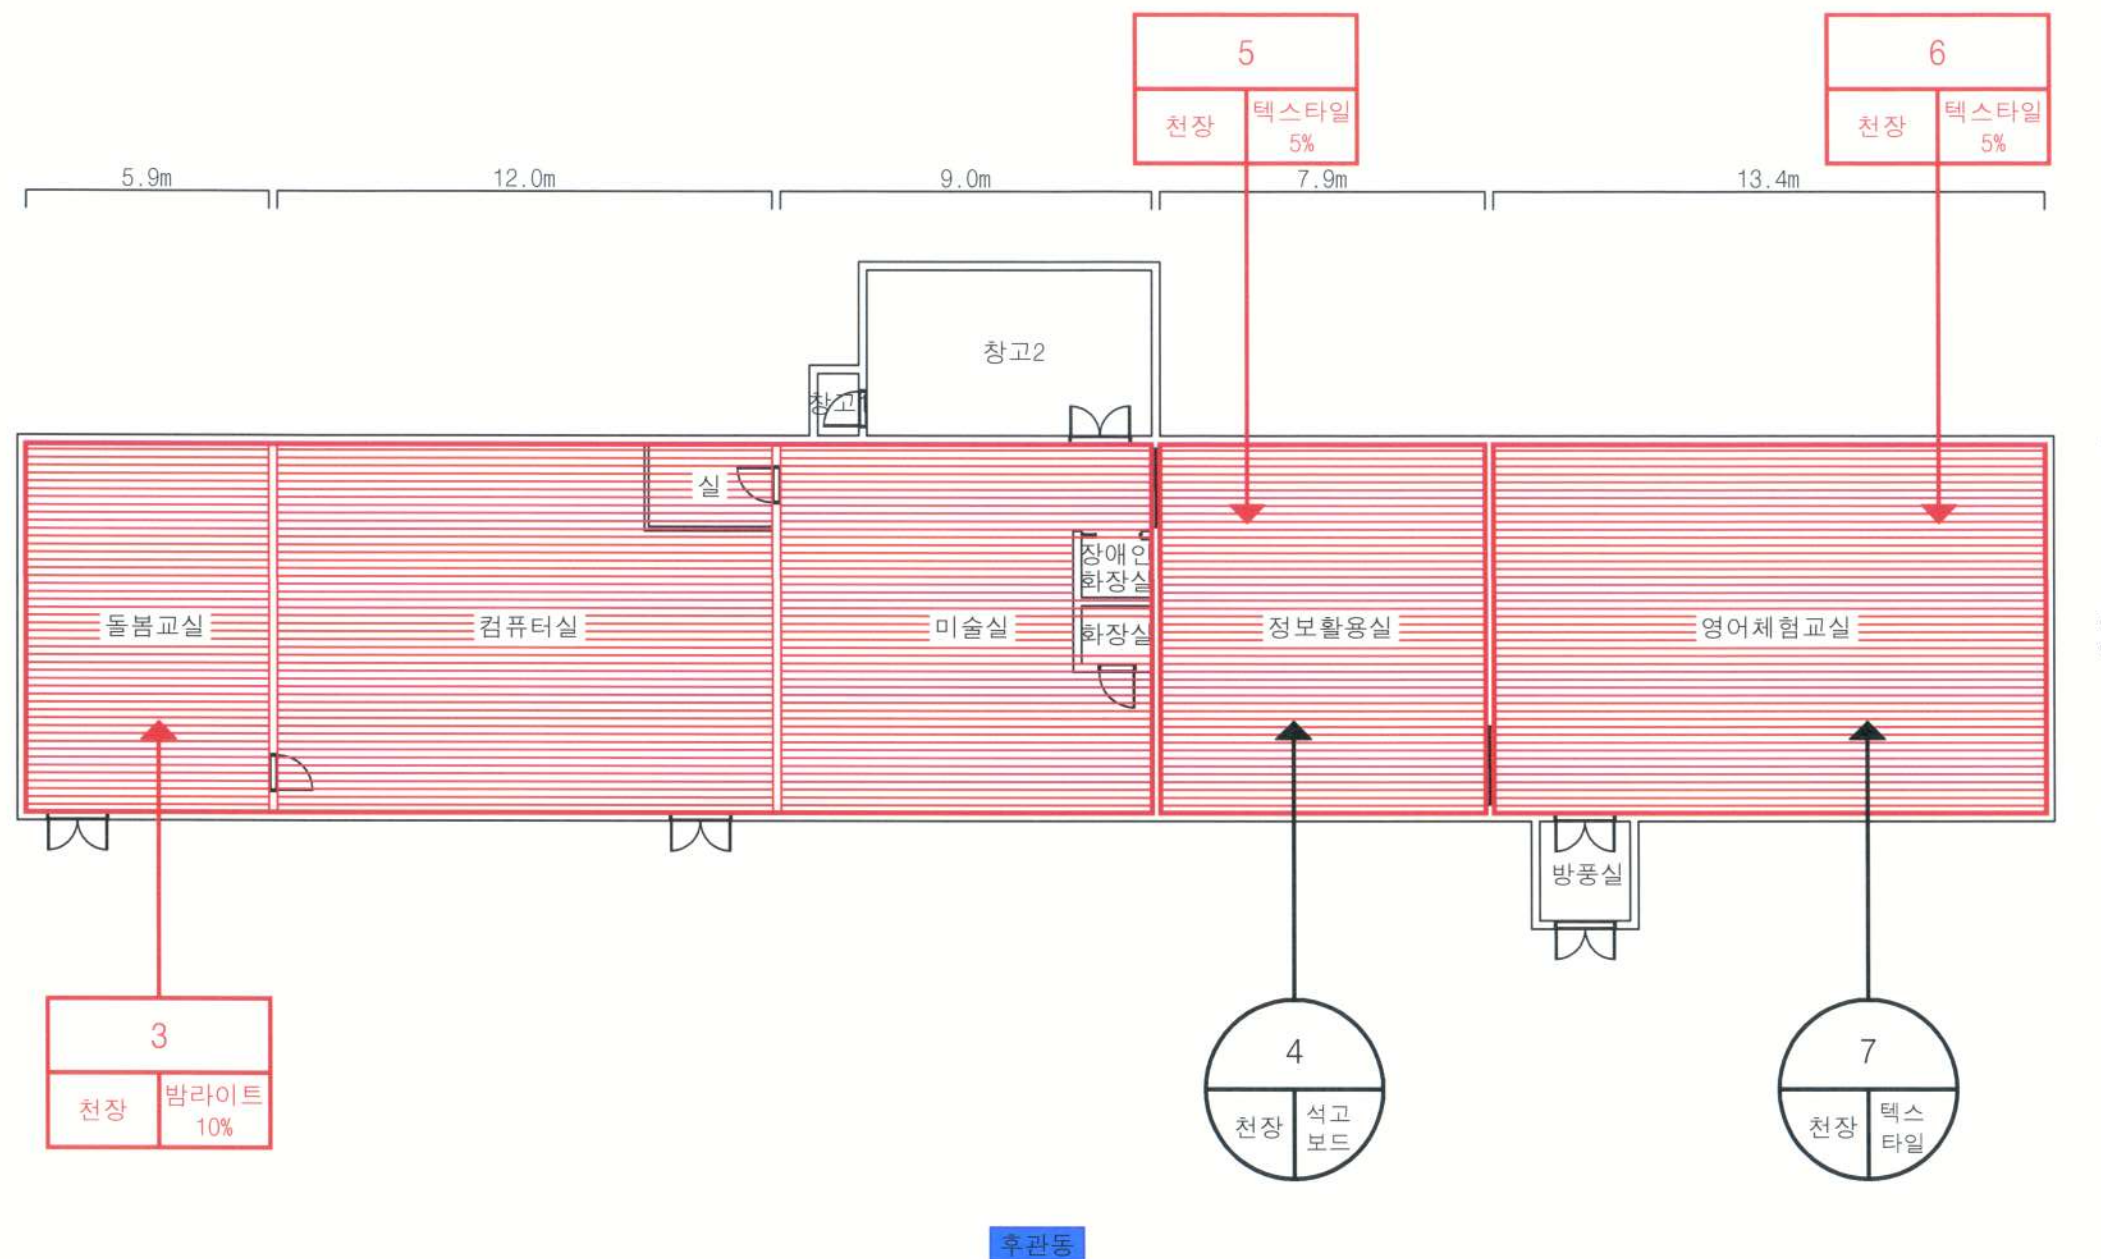 5
천장
텍스타일
5%
6
천장
텍스타일
5%
5.9m
12.0m
9.0m
7.9m
13.4m
창고2
창고
실
장애인
화장실
돌봄교실
컴퓨터실
미술실
화장실
정보활용실
영어체험교실
방풍실
3
천장
밤라이트
10%
4
천장
석고
보드
7
천장
텍스
타일
후관동